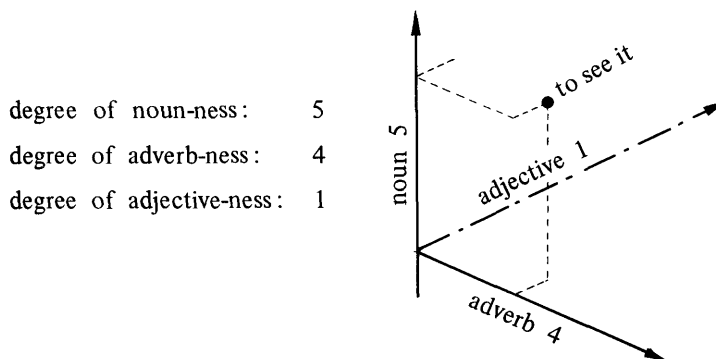 degree of noun-ness: 5
degree of adverb-ness: 4
degree of adjective-ness: 1
to see it
noun 5
adjective 1
adverb 4